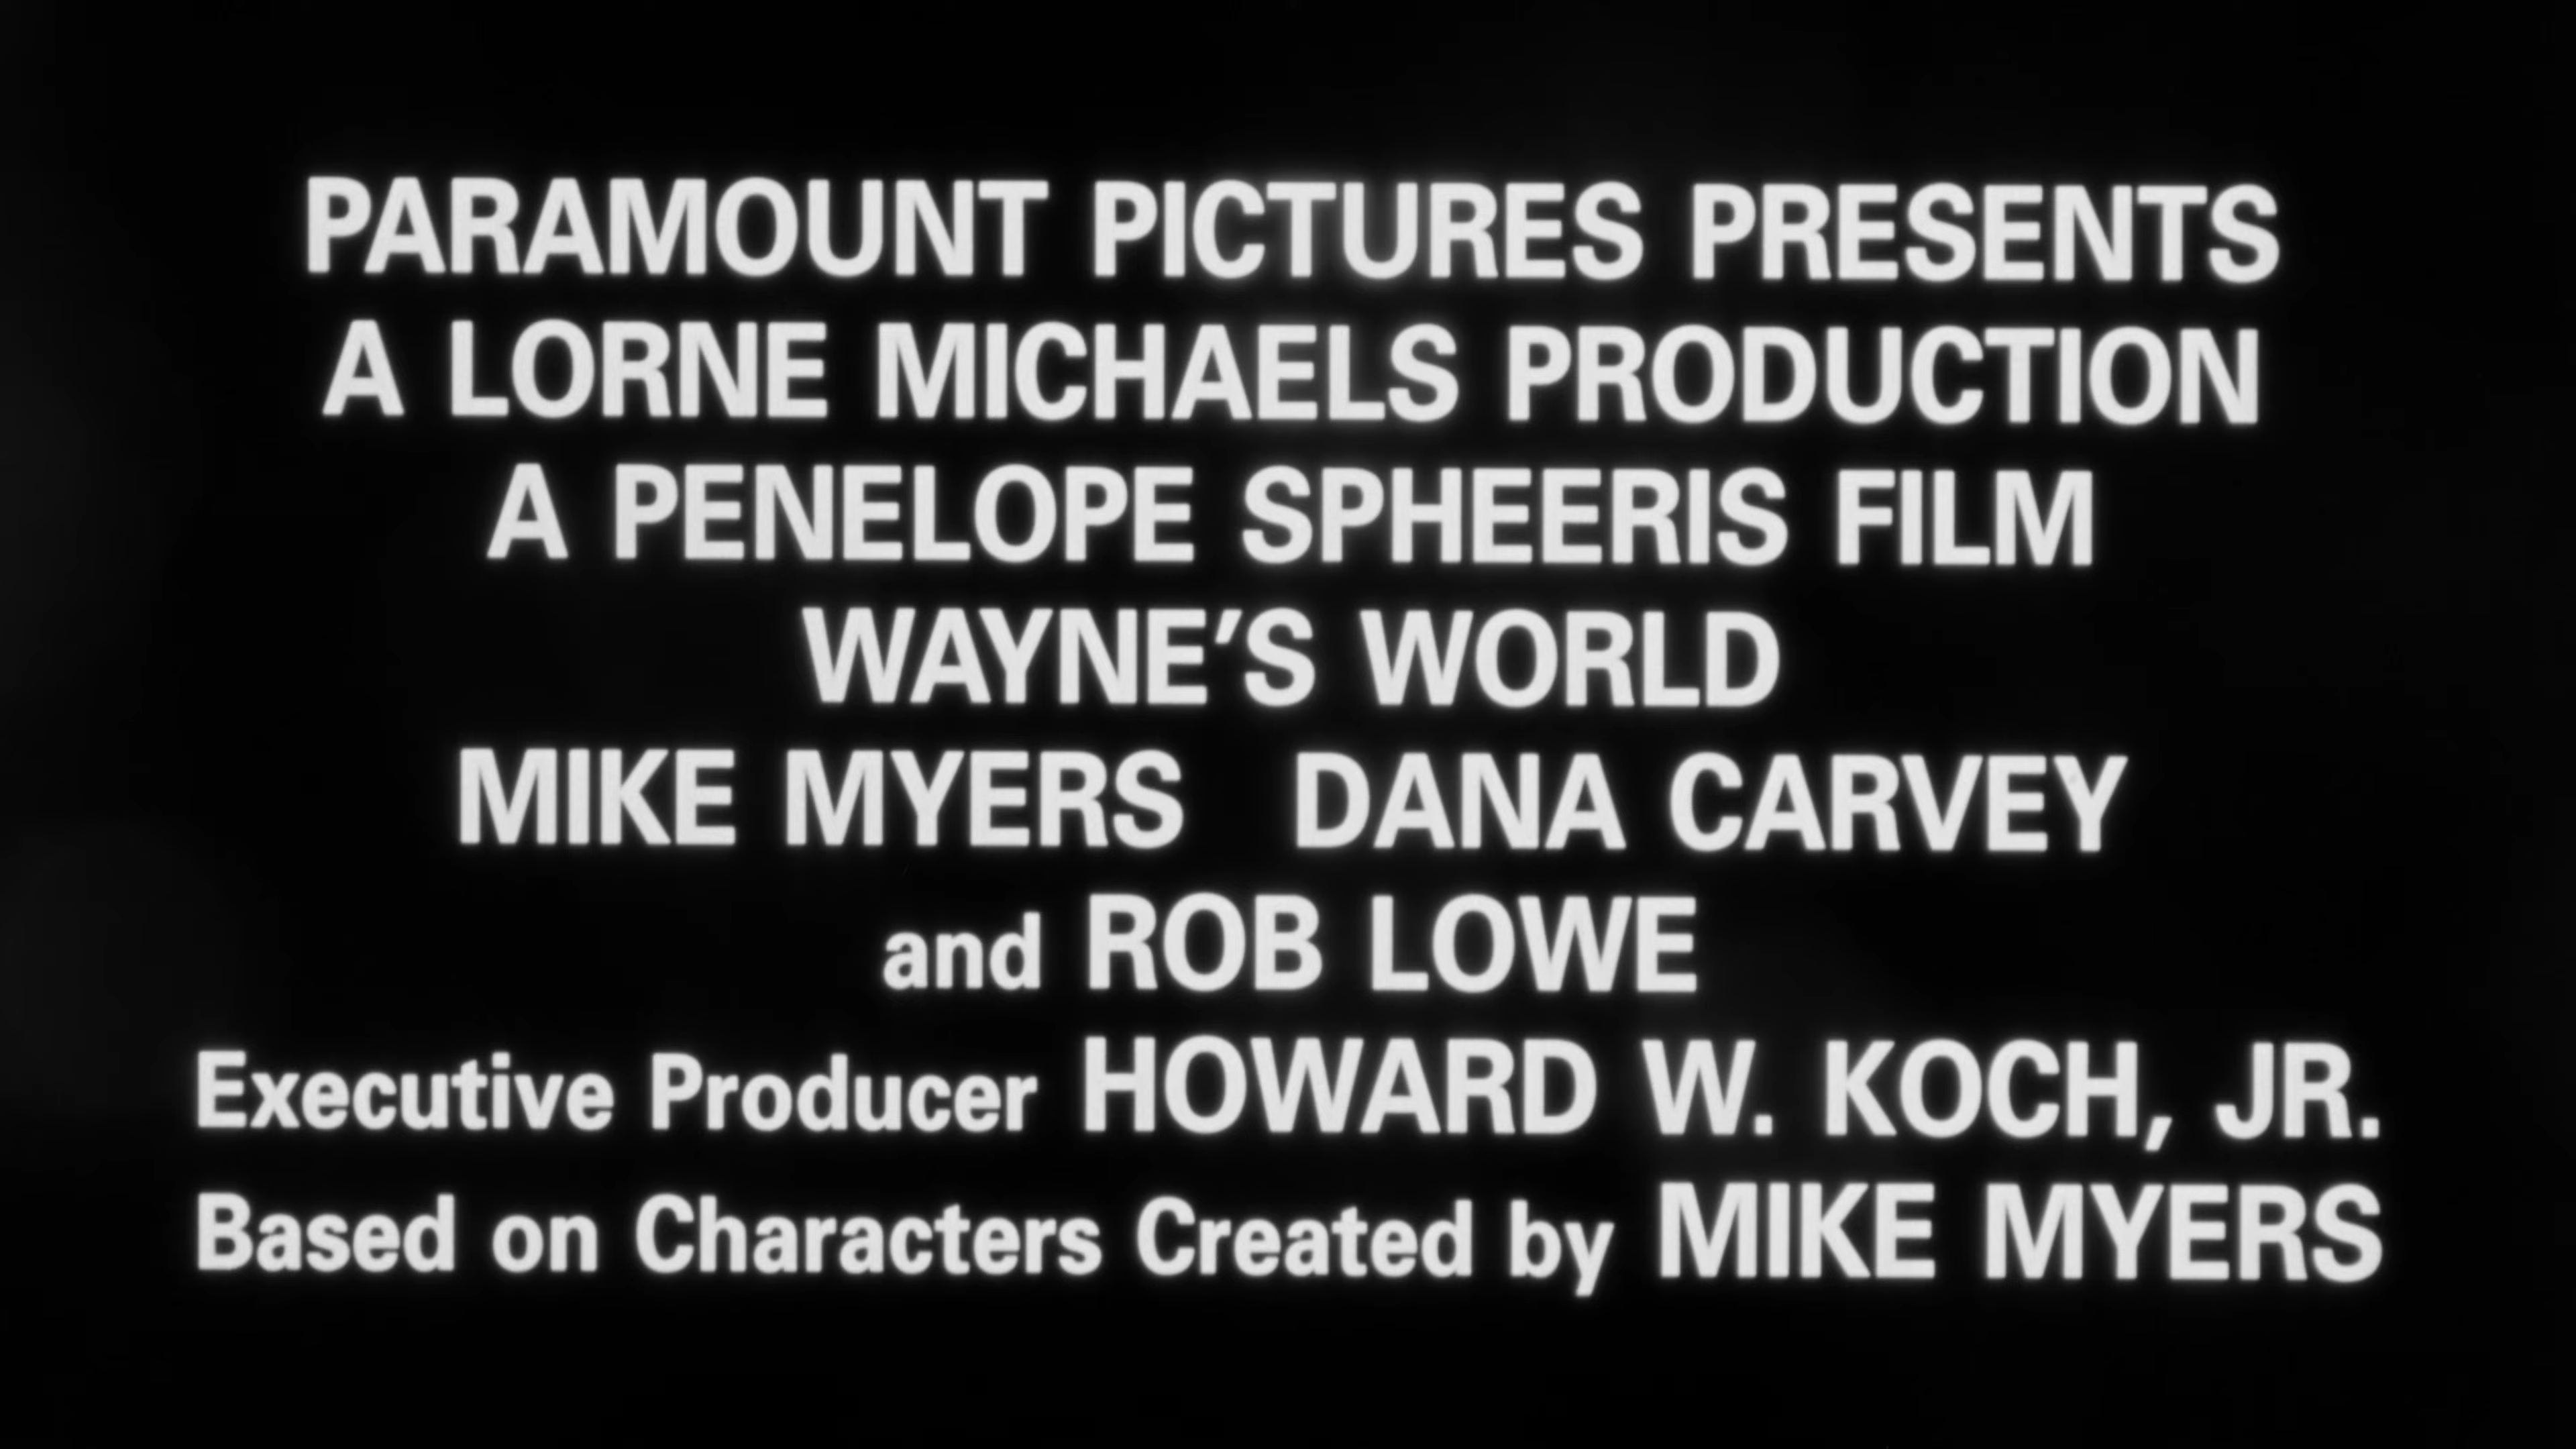 PARAMOUNT PICTURES PRESENTS
A LORNE MICHAELS PRODUCTION
A PENELOPE SPHEERIS FILM
WAYNE’S WORLD
MIKE MYERS DANA CARVEY
and ROB LOWE
Executive Producer HOWARD W. KOCH, JR.
Based on Characters Created by MIKE MYERS